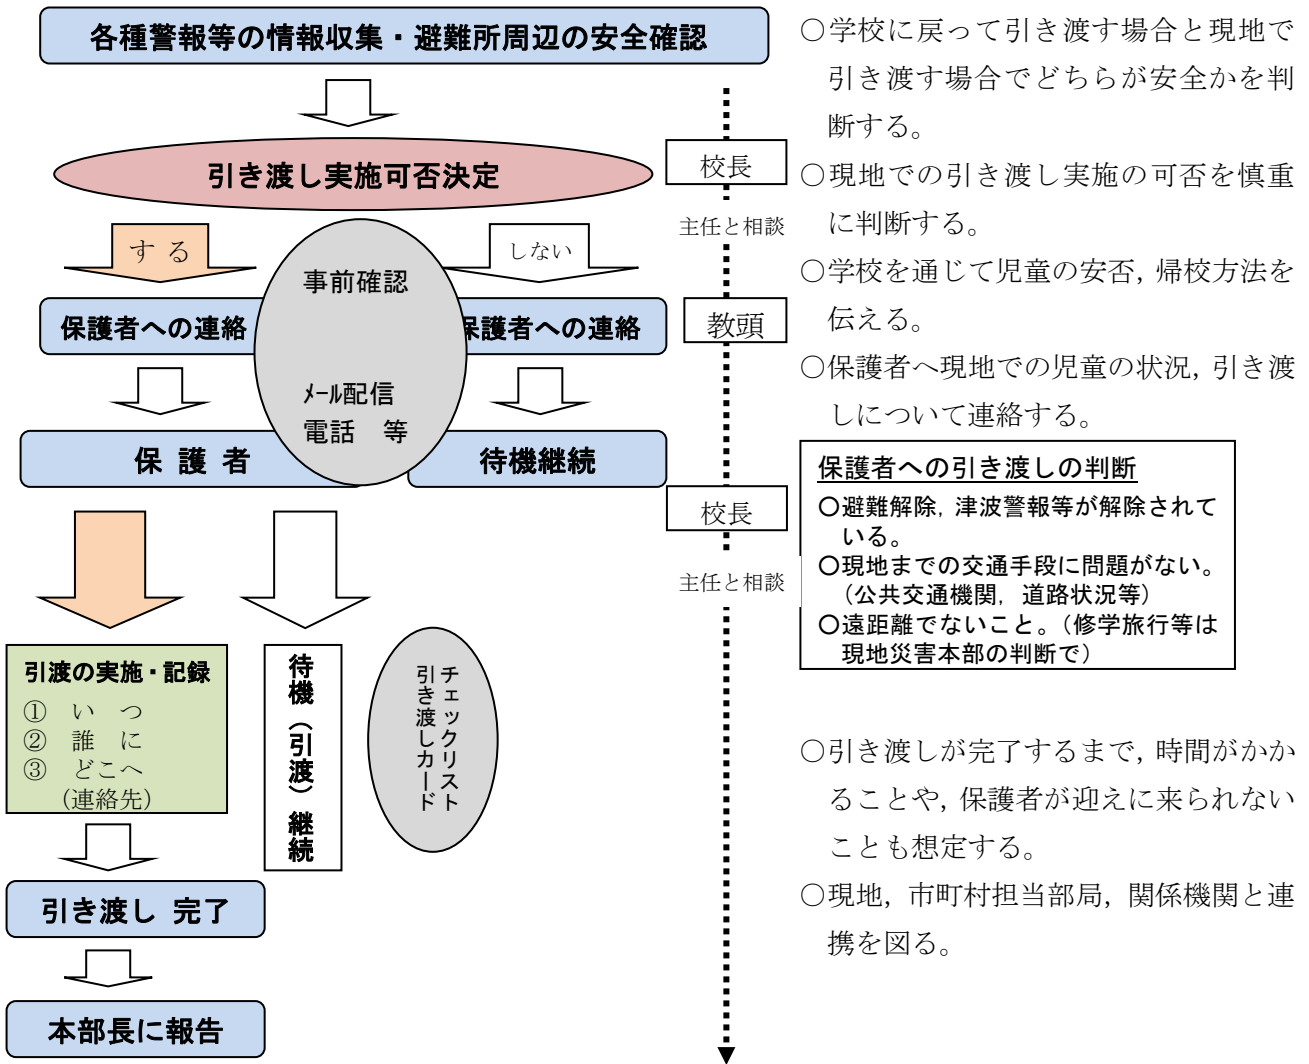 各種警報等の情報収集・避難所周辺の安全確認
引き渡し実施可否決定
する
しない
事前確認
メール配信
電話　等
保護者への連絡
保護者への連絡
保 護 者
待機継続
引渡の実施・記録
①　い　つ
②　誰　に
③　どこへ
(連絡先)
待機（引渡）継続
チェックリスト
引き渡しカード
引き渡し 完了
本部長に報告
校長
主任と相談
教頭
校長
主任と相談
○学校に戻って引き渡す場合と現地で
引き渡す場合でどちらが安全かを判
断する。
○現地での引き渡し実施の可否を慎重
に判断する。
○学校を通じて児童の安否，帰校方法を
伝える。
○保護者へ現地での児童の状況，引き渡
しについて連絡する。
保護者への引き渡しの判断
○避難解除，津波警報等が解除されて
いる。
○現地までの交通手段に問題がない。
（公共交通機関，道路状況等）
○遠距離でないこと。（修学旅行等は
現地災害本部の判断で）
○引き渡しが完了するまで，時間がかか
ることや，保護者が迎えに来られない
ことも想定する。
○現地，市町村担当部局，関係機関と連
携を図る。